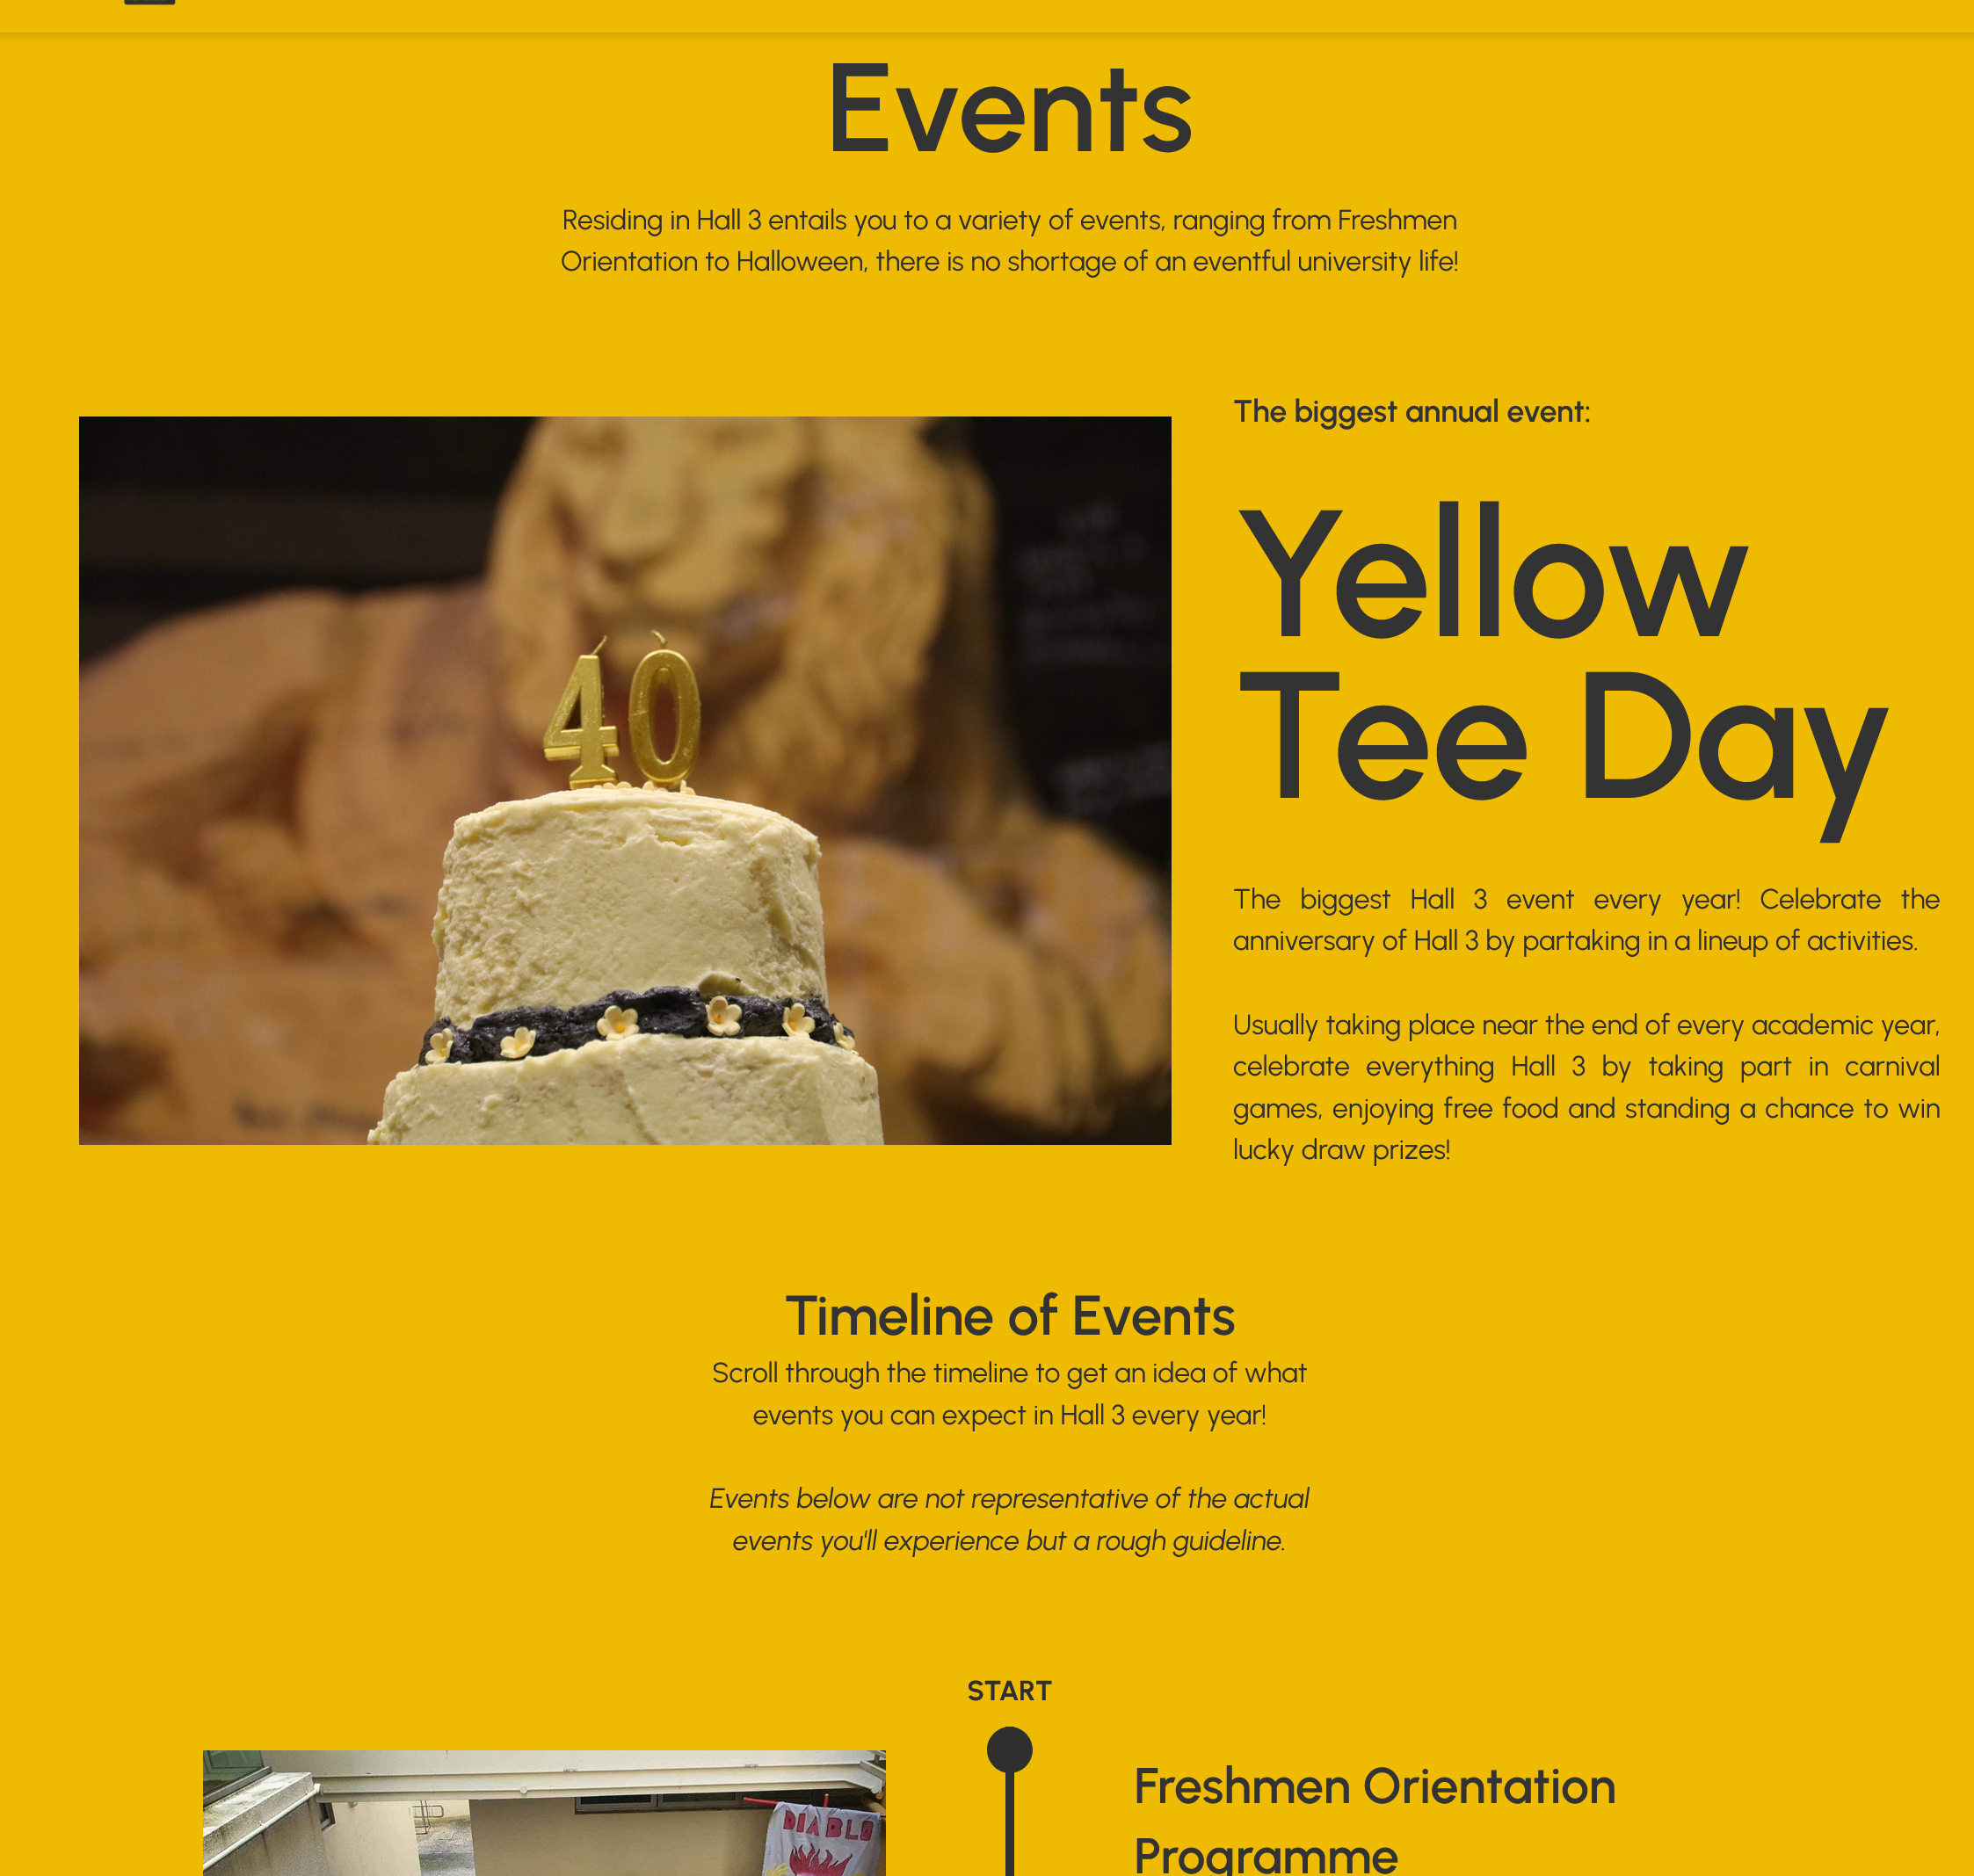 Events
Residing in Hall 3 entails you to a variety of events, ranging from Freshmen
Orientation to Halloween, there is no shortage of an eventful university life!
The biggest annual event:
Yellow
Tee Day
40
The biggest Hall 3 event every year! Celebrate the
anniversary of Hall 3 by partaking in a lineup of activities.
Usually taking place near the end of every academic year,
celebrate everything Hall 3 by taking part in carnival
games, enjoying free food and standing a chance to win
lucky draw prizes!
Timeline of Events
Scroll through the timeline to get an idea of what
events you can expect in Hall 3 every year!
Events below are not representative of the actual
events you'll experience but a rough guideline.
START
Freshmen Orientation
Programme
DIABLO